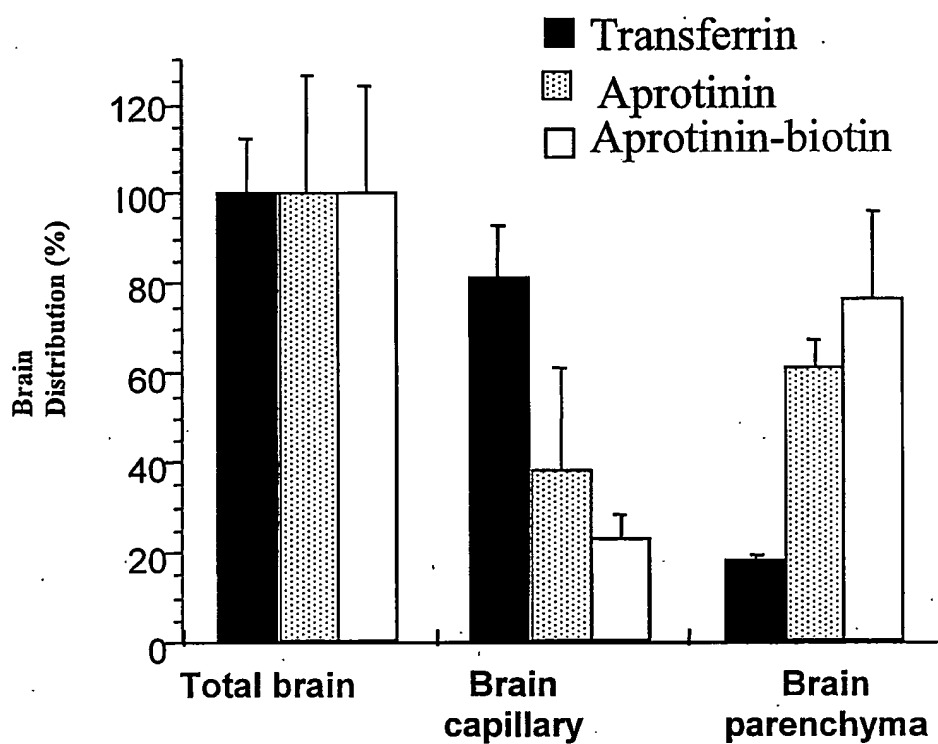 Transferrin
Aprotinin
Aprotinin-biotin
Brain
Distribution (%)
120
100
80
60
40
20
0
Total brain
Brain
capillary
Brain
parenchyma